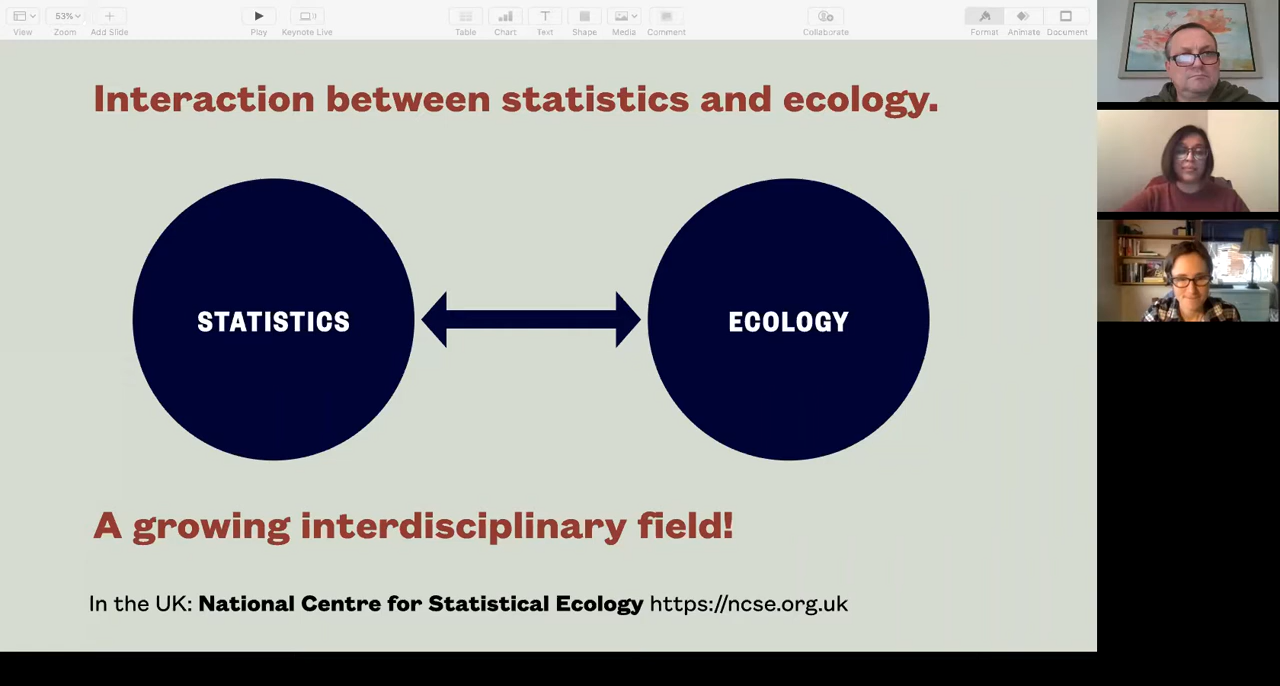 53%
View
Zoom
Add Slide
Play
Keynote Live
Table
Chart
Text
Shape
Media
Comment
Collaborate
Format
Animate
Document
Interaction between statistics and ecology.
STATISTICS
ECOLOGY
A growing interdisciplinary field!
In the UK: National Centre for Statistical Ecology https://ncse.org.uk